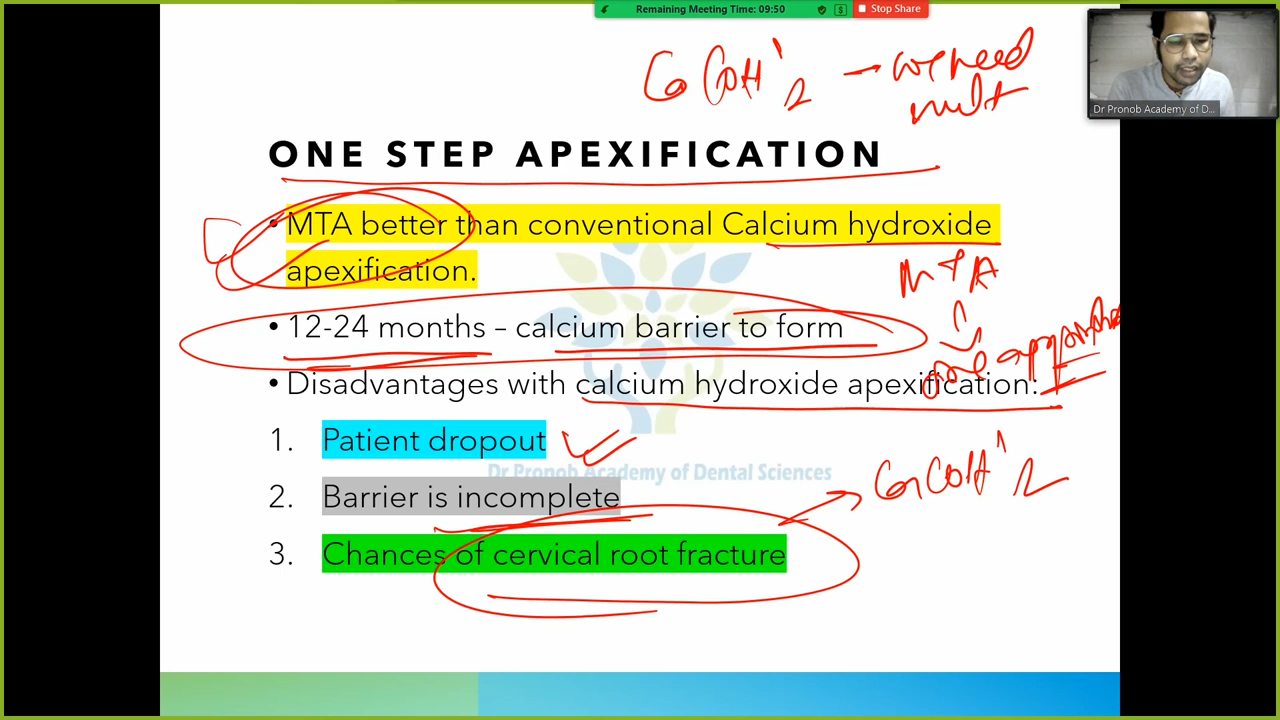 Remaining Meeting Time: 09:50
Stop Share
Dr Pronob Academy of D...
Ca(OH)2 → we need
ONE STEP APEXIFICATION
• MTA better than conventional Calcium hydroxide
apexification.
MTA
• 12-24 months – calcium barrier to form
one
• Disadvantages with calcium hydroxide apexification:
1. Patient dropout
Dr Pronob Academy of Dental Sciences
Ca(OH)2
2. Barrier is incomplete
3. Chances of cervical root fracture